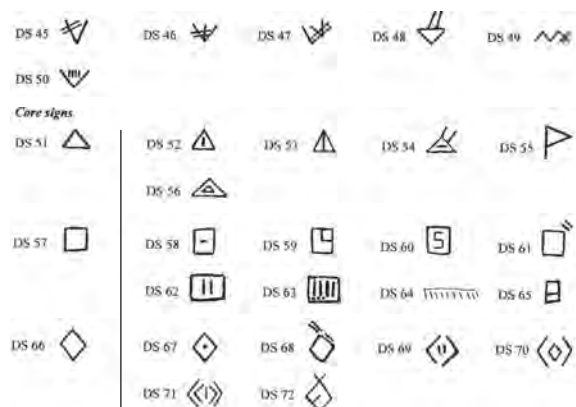 DS 45 DS 46 DS 47 DS 48 DS 49
DS 50
Core signs
DS 51 DS 52 DS 53 DS 54 DS 55
DS 56
DS 57 DS 58 DS 59 DS 60 DS 61
DS 62 DS 63 DS 64 DS 65
DS 66 DS 67 DS 68 DS 69 DS 70
DS 71 DS 72